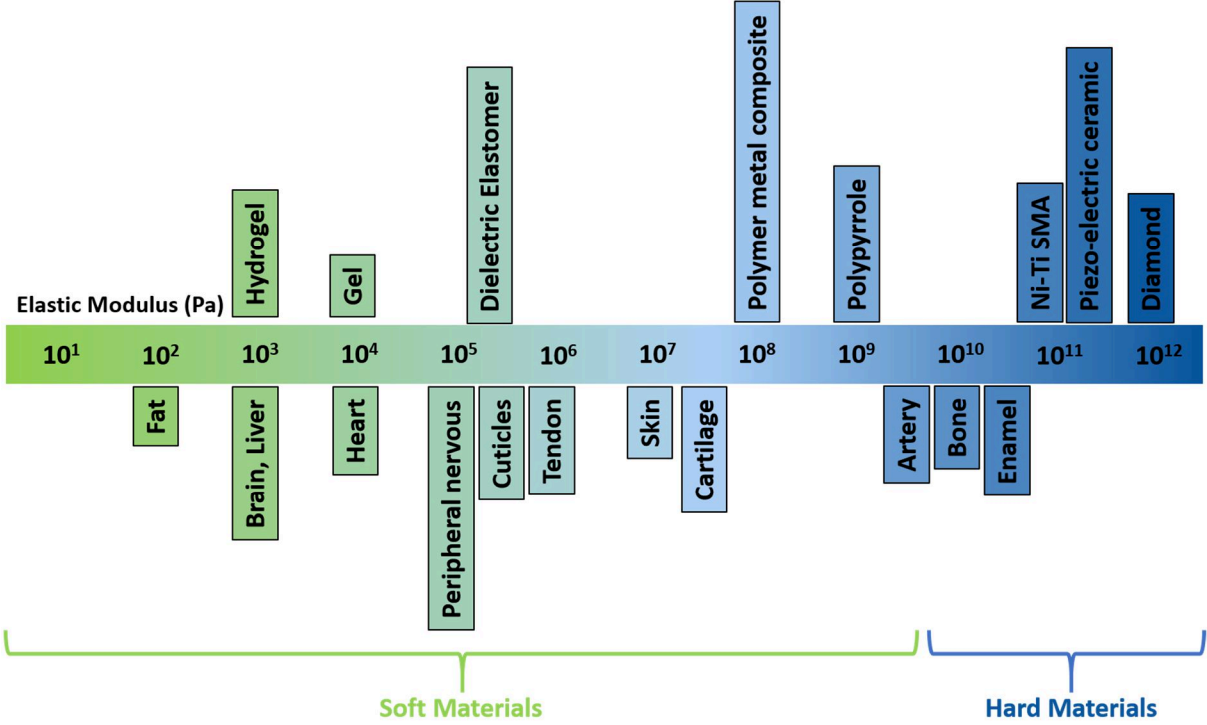 Hydrogel
Gel
Dielectric Elastomer
Polymer metal composite
Polypyrrole
Ni-Ti SMA
Piezo-electric ceramic
Diamond
Elastic Modulus (Pa)
10¹ 10² 10³ 10⁴ 10⁵ 10⁶ 10⁷ 10⁸ 10⁹ 10¹⁰ 10¹¹ 10¹²
Fat
Brain, Liver
Heart
Peripheral nervous
Cuticles
Tendon
Skin
Cartilage
Artery
Bone
Enamel
Soft Materials
Hard Materials